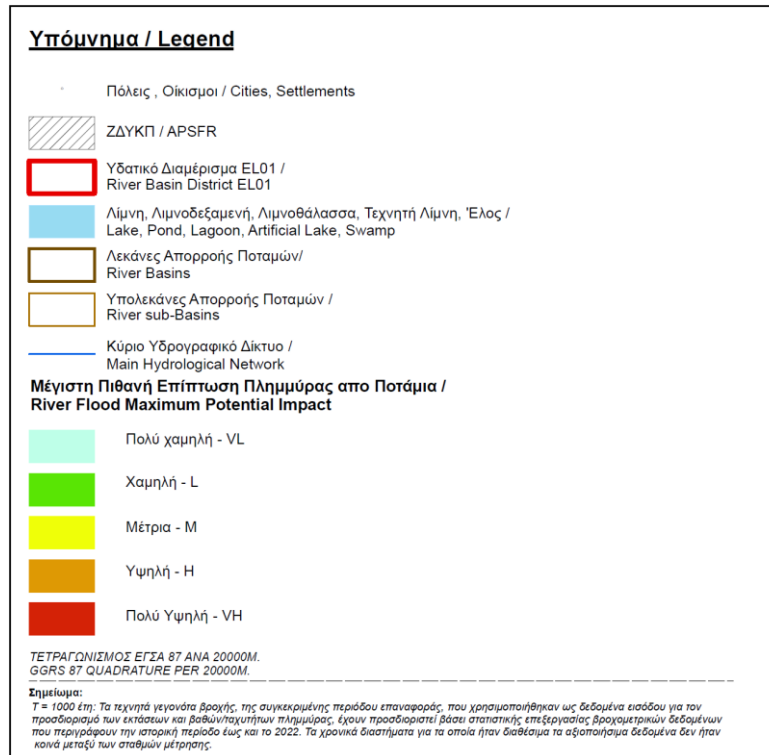 Υπόμνημα / Legend
Πόλεις , Οίκισμοι / Cities, Settlements
ΖΔΥΚΠ / APSFR
Υδατικό Διαμέρισμα EL01 /
River Basin District EL01
Λίμνη, Λιμνοδεξαμενή, Λιμνοθάλασσα, Τεχνητή Λίμνη, Έλος /
Lake, Pond, Lagoon, Artificial Lake, Swamp
Λεκάνες Απορροής Ποταμών/
River Basins
Υπολεκάνες Απορροής Ποταμών /
River sub-Basins
Κύριο Υδρογραφικό Δίκτυο /
Main Hydrological Network
Μέγιστη Πιθανή Επίπτωση Πλημμύρας απο Ποτάμια /
River Flood Maximum Potential Impact
Πολύ χαμηλή - VL
Χαμηλή - L
Μέτρια - M
Υψηλή - H
Πολύ Υψηλή - VH
ΤΕΤΡΑΓΩΝΙΣΜΟΣ ΕΓΣΑ 87 ΑΝΑ 20000Μ.
GGRS 87 QUADRATURE PER 20000M.
Σημείωμα:
T = 1000 έτη: Τα τεχνητά γεγονότα βροχής, της συγκεκριμένης περιόδου επαναφοράς, που χρησιμοποιήθηκαν ως δεδομένα εισόδου για τον
προσδιορισμό των εκτάσεων και βαθών/ταχυτήτων πλημμύρας, έχουν προσδιοριστεί βάσει στατιστικής επεξεργασίας βροχομετρικών δεδομένων
που περιγράφουν την ιστορική περίοδο έως και το 2022. Τα χρονικά διαστήματα για τα οποία ήταν διαθέσιμα τα αξιοποιήσιμα δεδομένα δεν ήταν
κοινά μεταξύ των σταθμών μέτρησης.